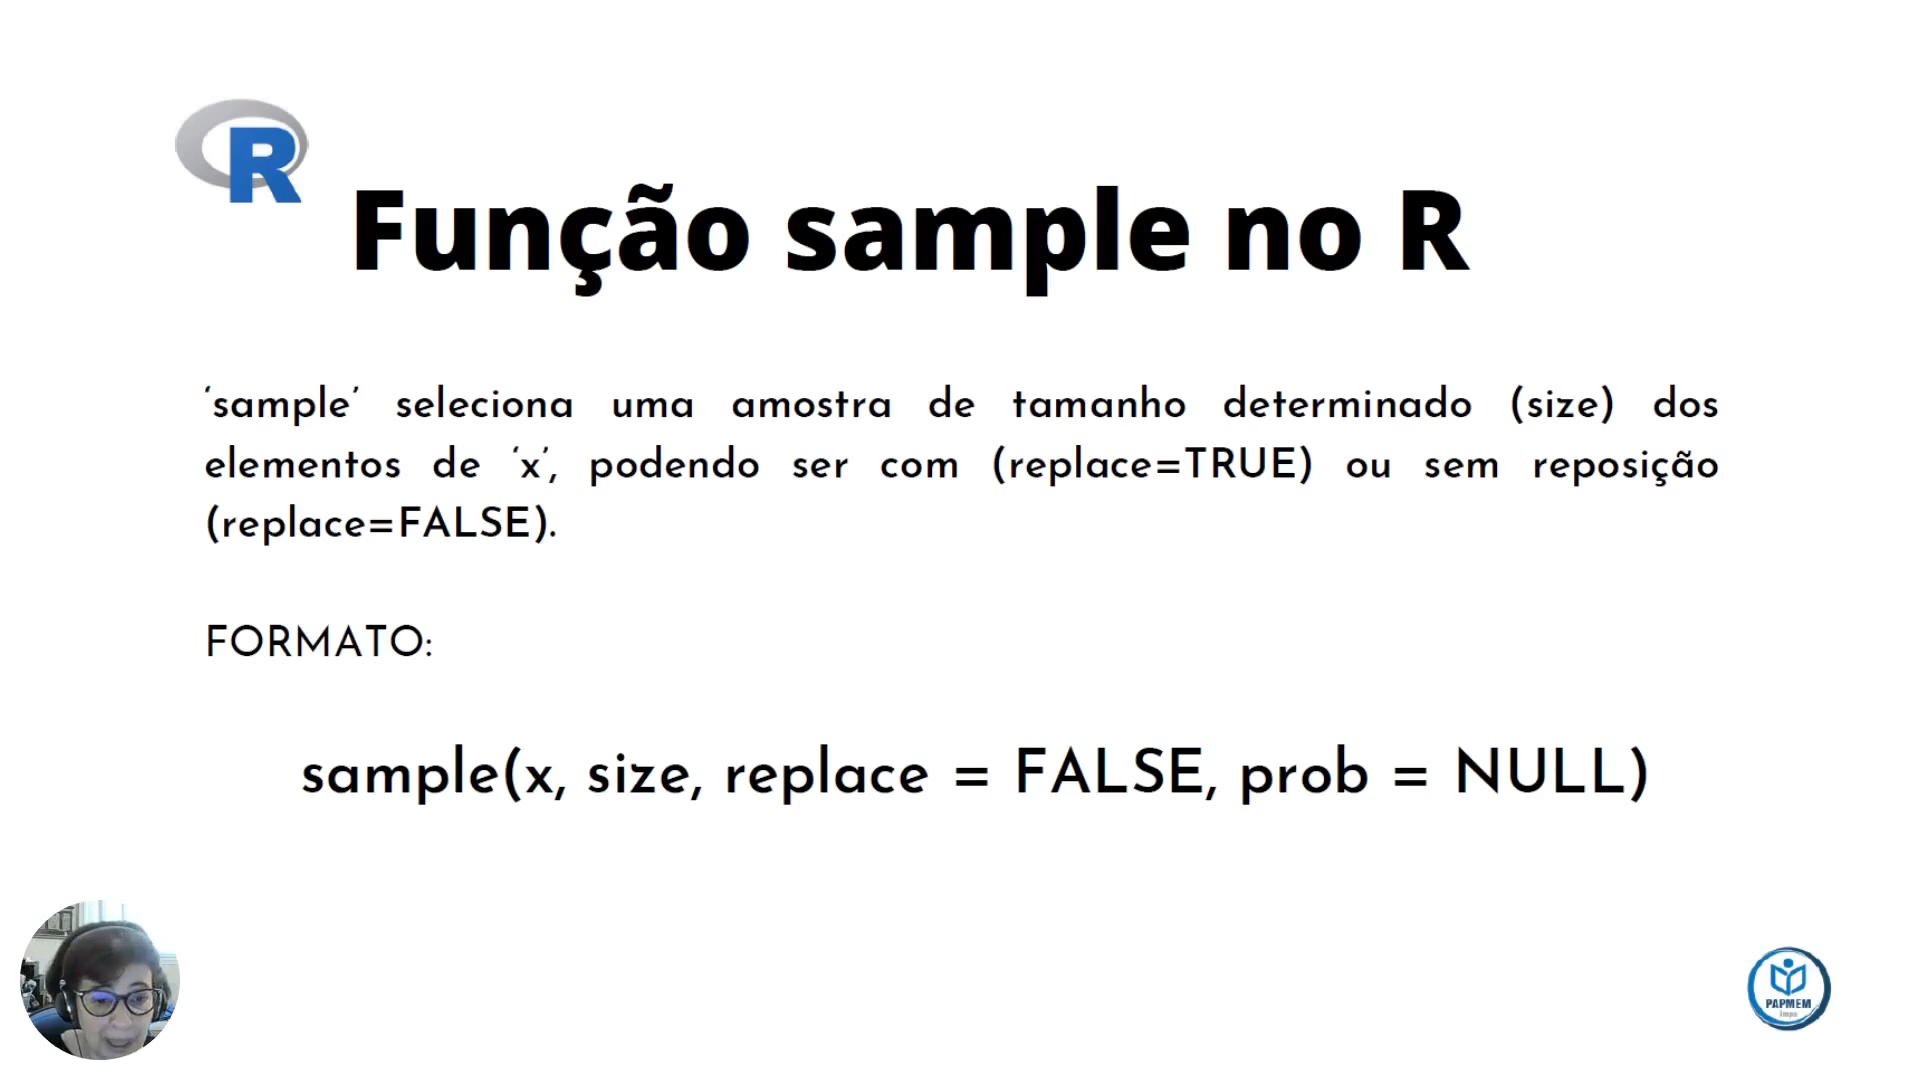 R
Função sample no R
‘sample’ seleciona uma amostra de tamanho determinado (size) dos
elementos de ‘x’, podendo ser com (replace=TRUE) ou sem reposição
(replace=FALSE).
FORMATO:
sample(x, size, replace = FALSE, prob = NULL)
PAPMEM
impa